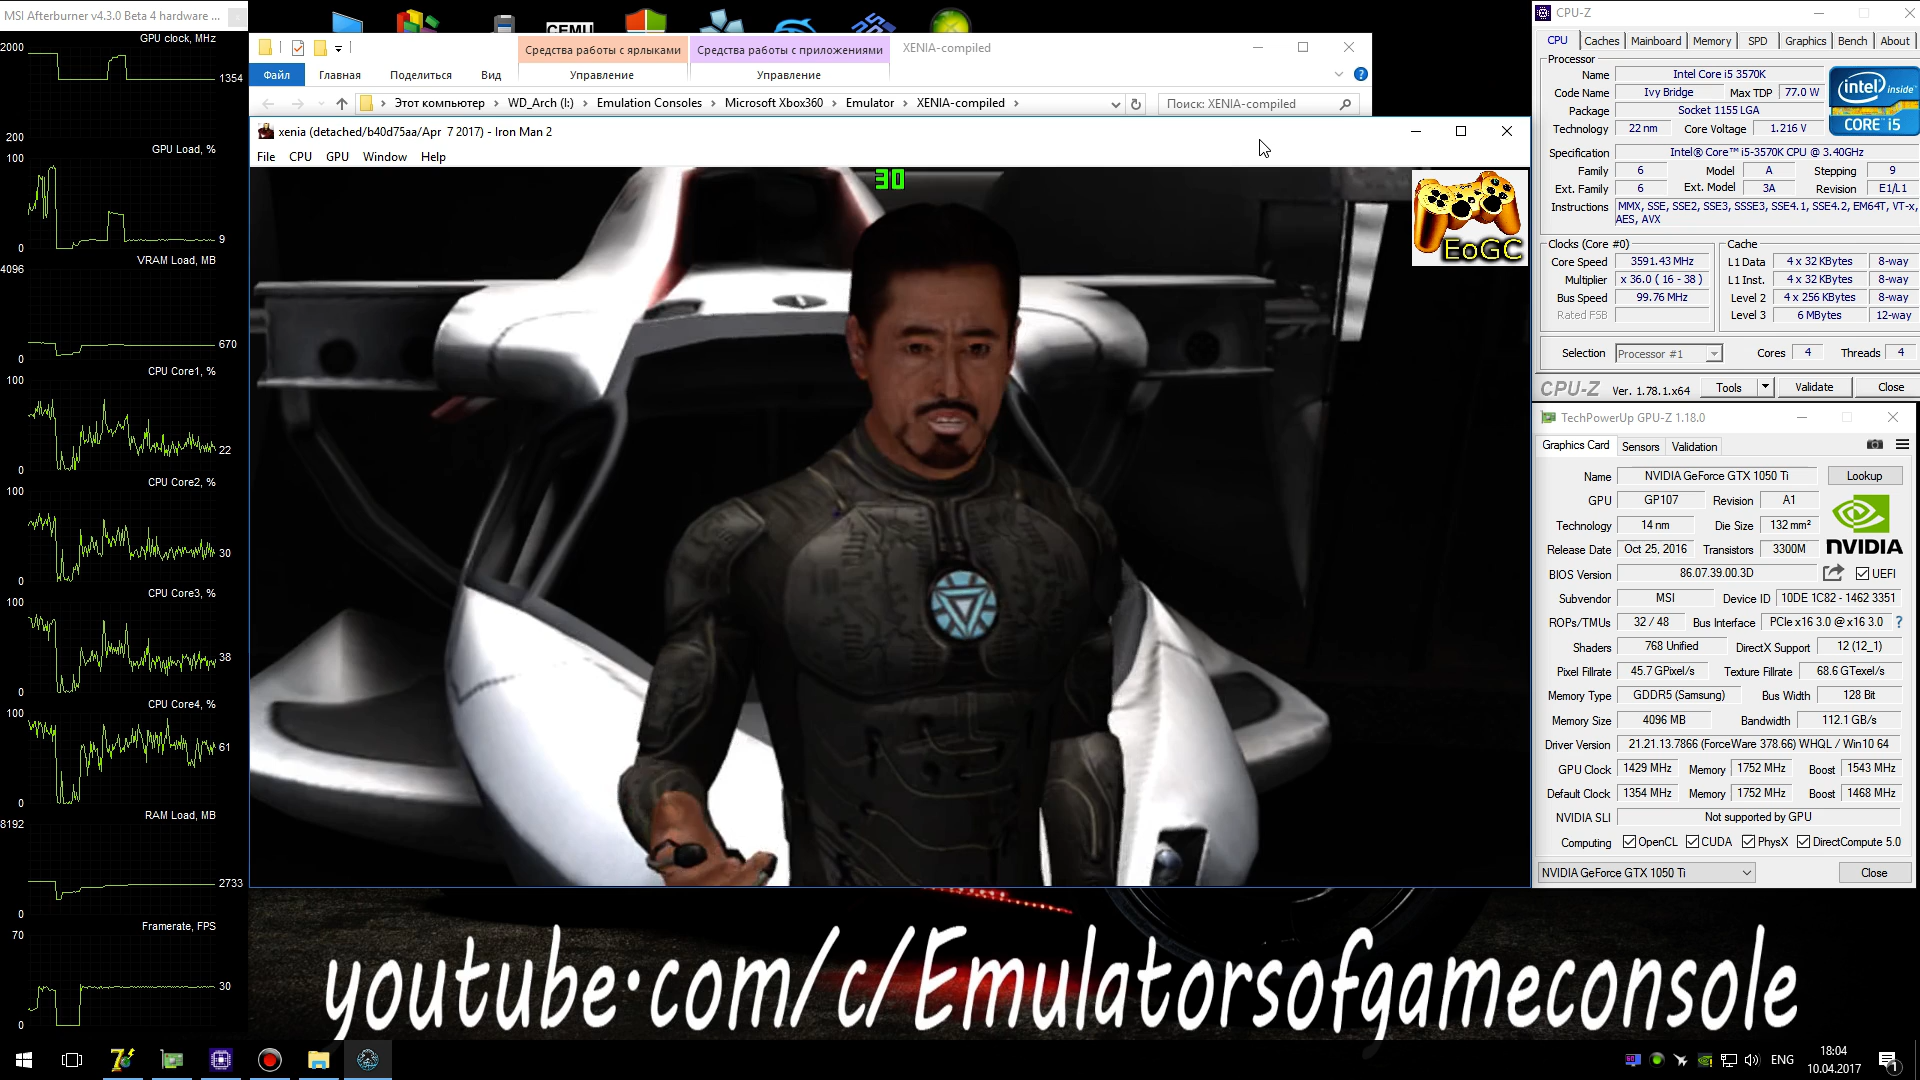 MSI Afterburner v4.3.0 Beta 4 hardware ...
GPU clock, MHz
2000
1354
200
GPU Load, %
100
9
0
VRAM Load, MB
4096
670
0
CPU Core1, %
100
22
0
CPU Core2, %
100
30
0
CPU Core3, %
100
38
0
CPU Core4, %
100
61
0
RAM Load, MB
8192
2733
0
Framerate, FPS
70
30
0
CEMU
Средства работы с ярлыками
Средства работы с приложениями
XENIA-compiled
Файл
Главная
Поделиться
Вид
Управление
Управление
Этот компьютер
WD_Arch (I:)
Emulation Consoles
Microsoft Xbox360
Emulator
XENIA-compiled
Поиск: XENIA-compiled
xenia (detached/b40d75aa/Apr 7 2017) - Iron Man 2
File CPU GPU Window Help
30
EoGC
CPU-Z
CPU Caches Mainboard Memory SPD Graphics Bench About
Processor
Name Intel Core i5 3570K
Code Name Ivy Bridge Max TDP 77.0 W
Package Socket 1155 LGA
Technology 22 nm Core Voltage 1.216 V
intel inside
CORE i5
Specification Intel® Core™ i5-3570K CPU @ 3.40GHz
Family 6 Model A Stepping 9
Ext. Family 6 Ext. Model 3A Revision E1/L1
Instructions MMX, SSE, SSE2, SSE3, SSSE3, SSE4.1, SSE4.2, EM64T, VT-x,
AES, AVX
Clocks (Core #0)
Core Speed 3591.43 MHz
Multiplier x 36.0 ( 16 - 38 )
Bus Speed 99.76 MHz
Rated FSB
Cache
L1 Data 4 x 32 KBytes 8-way
L1 Inst. 4 x 32 KBytes 8-way
Level 2 4 x 256 KBytes 8-way
Level 3 6 MBytes 12-way
Selection Processor #1 Cores 4 Threads 4
CPU-Z Ver. 1.78.1.x64 Tools Validate Close
TechPowerUp GPU-Z 1.18.0
Graphics Card Sensors Validation
Name NVIDIA GeForce GTX 1050 Ti Lookup
GPU GP107 Revision A1
Technology 14 nm Die Size 132 mm²
Release Date Oct 25, 2016 Transistors 3300M
NVIDIA
BIOS Version 86.07.39.00.3D UEFI
Subvendor MSI Device ID 10DE 1C82 - 1462 3351
ROPs/TMUs 32 / 48 Bus Interface PCIe x16 3.0 @ x16 3.0 ?
Shaders 768 Unified DirectX Support 12 (12_1)
Pixel Fillrate 45.7 GPixel/s Texture Fillrate 68.6 GTexel/s
Memory Type GDDR5 (Samsung) Bus Width 128 Bit
Memory Size 4096 MB Bandwidth 112.1 GB/s
Driver Version 21.21.13.7866 (ForceWare 378.66) WHQL / Win10 64
GPU Clock 1429 MHz Memory 1752 MHz Boost 1543 MHz
Default Clock 1354 MHz Memory 1752 MHz Boost 1468 MHz
NVIDIA SLI Not supported by GPU
Computing OpenCL CUDA PhysX DirectCompute 5.0
NVIDIA GeForce GTX 1050 Ti Close
youtube.com/c/Emulatorsofgameconsole
ENG
18:04
10.04.2017
1